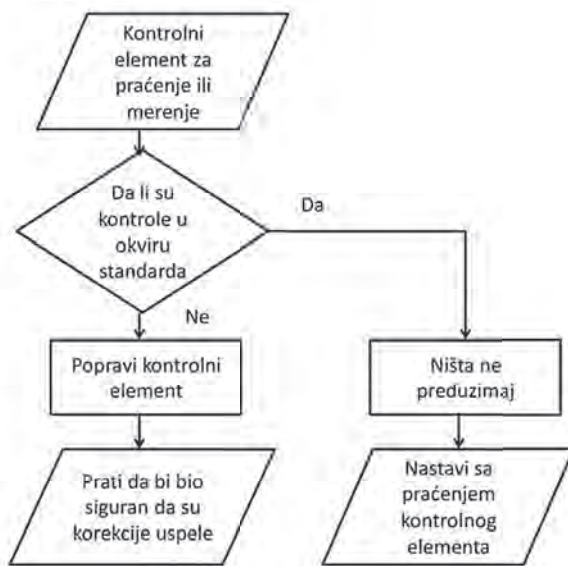 Kontrolni
element za
praćenje ili
merenje
Da li su
kontrole u
okviru
standarda
Da
Ne
Popravi kontrolni
element
Ništa ne
preduzimaj
Prati da bi bio
siguran da su
korekcije uspele
Nastavi sa
praćenjem
kontrolnog
elementa